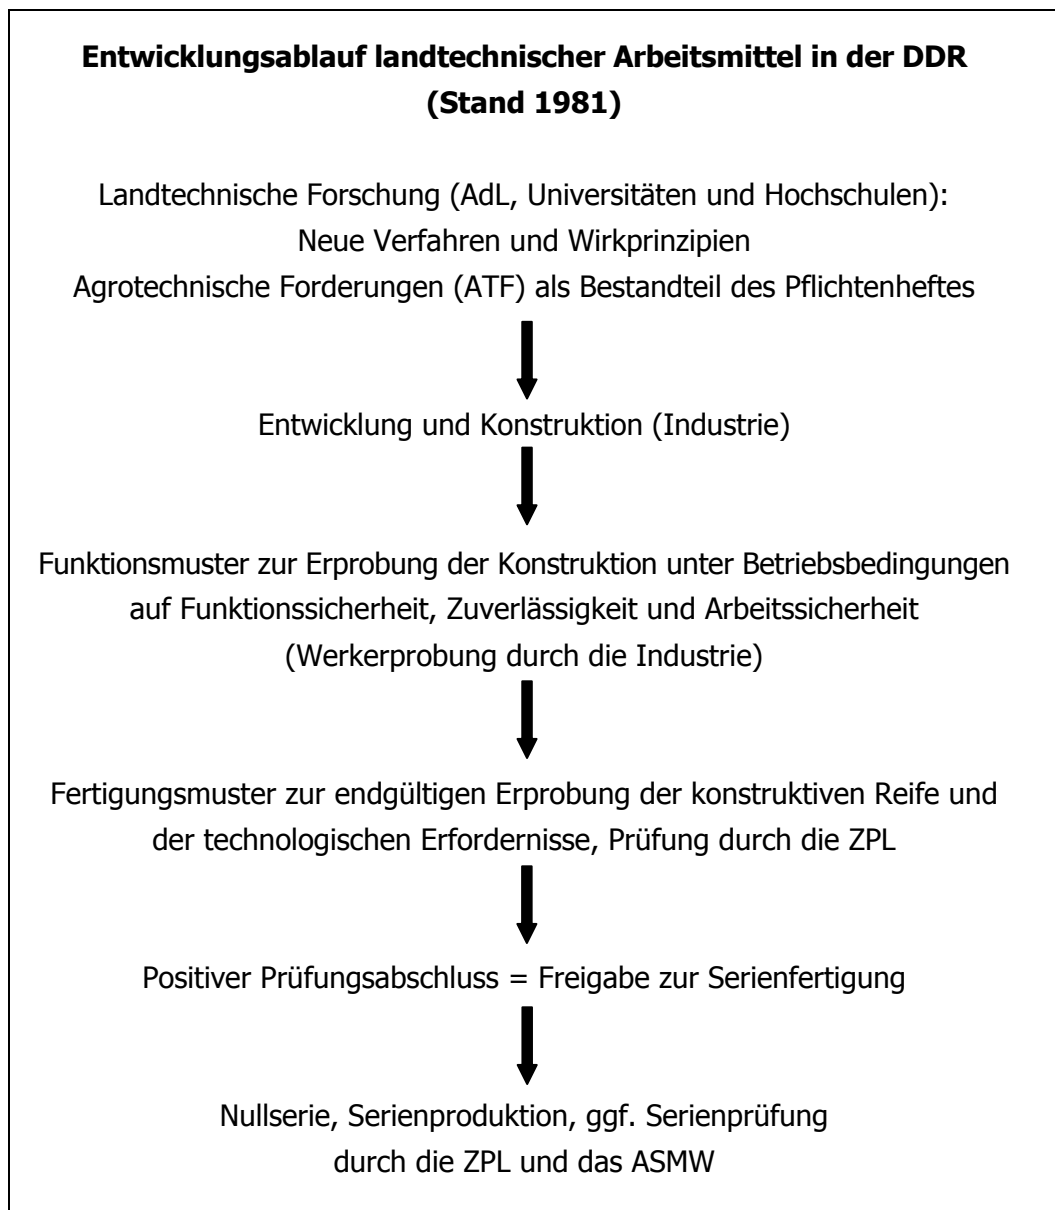 Entwicklungsablauf landtechnischer Arbeitsmittel in der DDR
(Stand 1981)
Landtechnische Forschung (AdL, Universitäten und Hochschulen):
Neue Verfahren und Wirkprinzipien
Agrotechnische Forderungen (ATF) als Bestandteil des Pflichtenheftes
Entwicklung und Konstruktion (Industrie)
Funktionsmuster zur Erprobung der Konstruktion unter Betriebsbedingungen
auf Funktionssicherheit, Zuverlässigkeit und Arbeitssicherheit
(Werkerprobung durch die Industrie)
Fertigungsmuster zur endgültigen Erprobung der konstruktiven Reife und
der technologischen Erfordernisse, Prüfung durch die ZPL
Positiver Prüfungsabschluss = Freigabe zur Serienfertigung
Nullserie, Serienproduktion, ggf. Serienprüfung
durch die ZPL und das ASMW